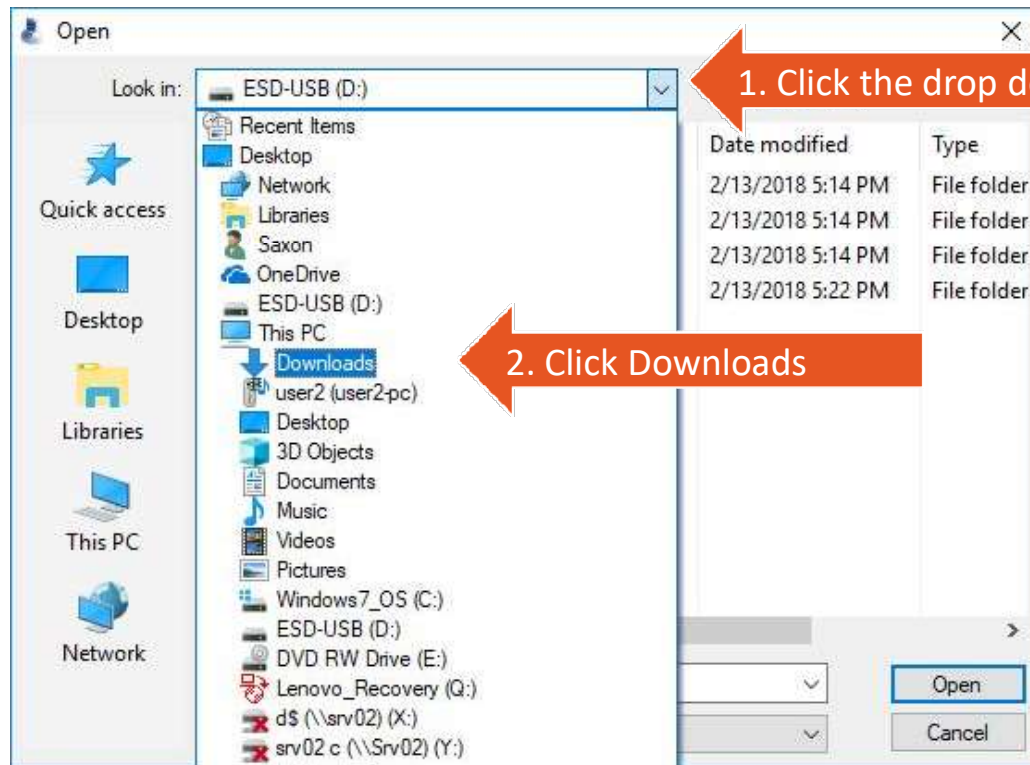 Open
Look in:
ESD-USB (D:)
1. Click the drop d
Recent Items
Desktop
Network
Libraries
Saxon
OneDrive
ESD-USB (D:)
This PC
Downloads
user2 (user2-pc)
Desktop
3D Objects
Documents
Music
Videos
Pictures
Windows7_OS (C:)
ESD-USB (D:)
DVD RW Drive (E:)
Lenovo_Recovery (Q:)
d$ (\\srv02) (X:)
srv02 c (\\Srv02) (Y:)
Quick access
Desktop
Libraries
This PC
Network
Date modified Type
2/13/2018 5:14 PM File folder
2/13/2018 5:14 PM File folder
2/13/2018 5:14 PM File folder
2/13/2018 5:22 PM File folder
2. Click Downloads
Open
Cancel